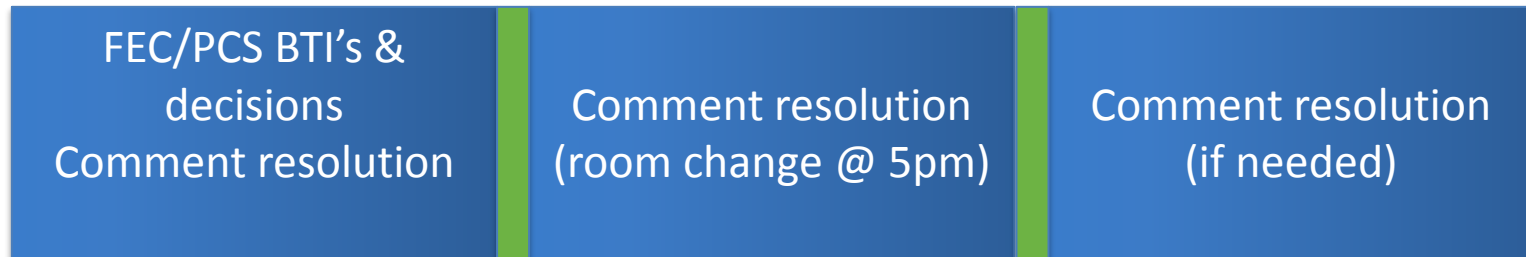 FEC/PCS BTI’s &
decisions
Comment resolution
Comment resolution
(room change @ 5pm)
Comment resolution
(if needed)